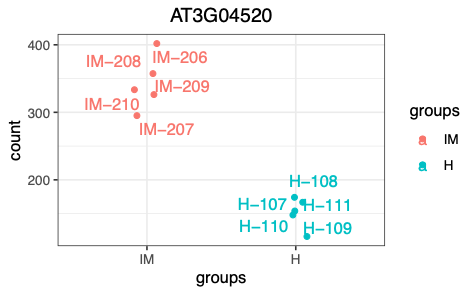 AT3G04520
count
400
300
200
IM−208
IM−206
IM−209
IM−210
IM−207
H−108
H−107
H−111
H−110
H−109
IM
H
groups
groups
a IM
a H